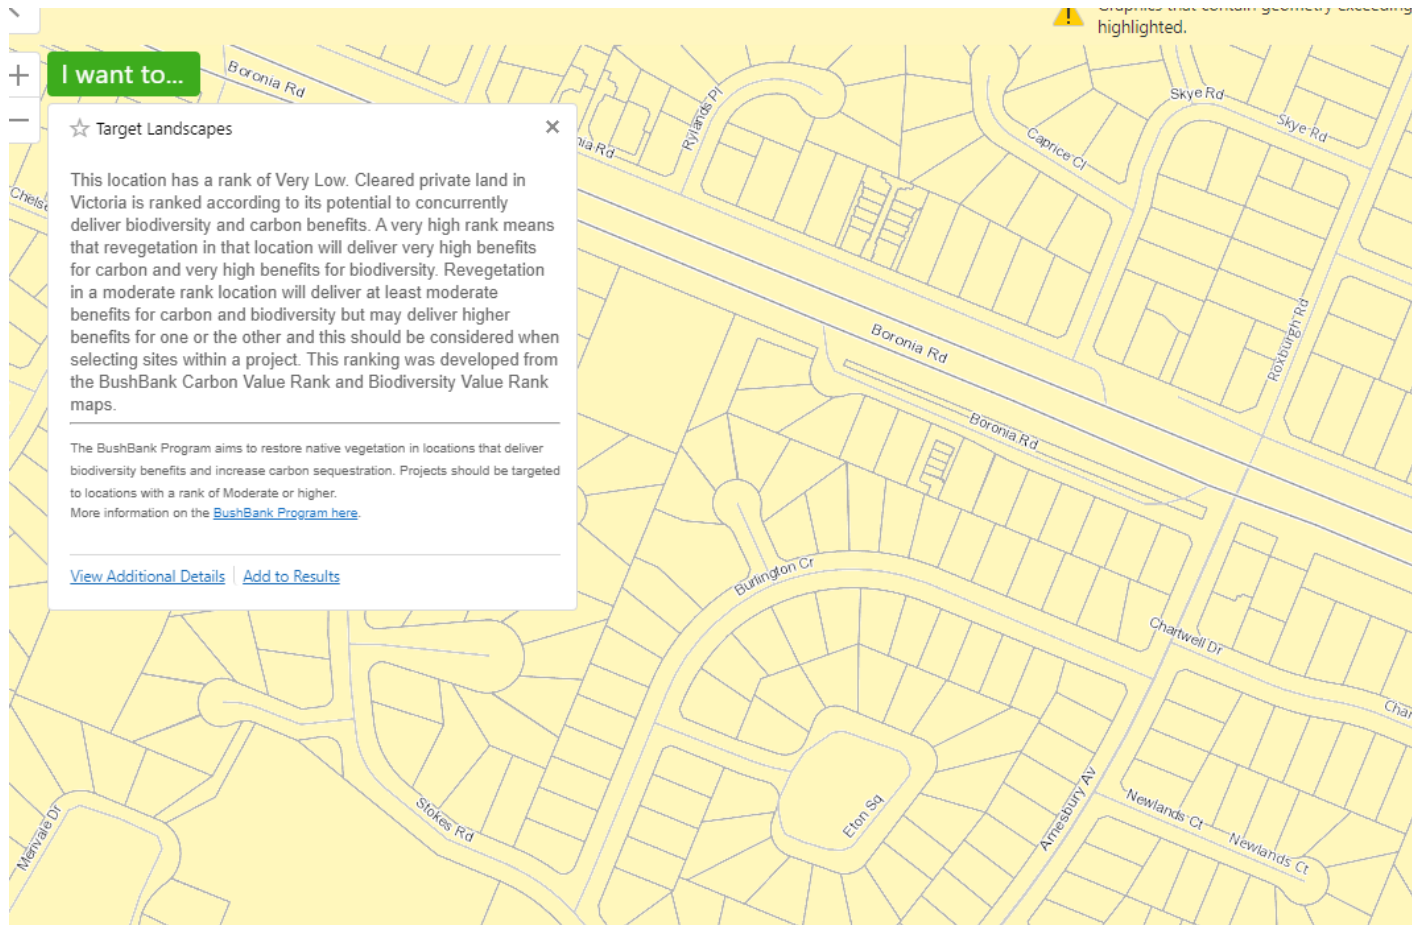 Graphics that contain geometry exceeding
highlighted.
I want to...
Target Landscapes
This location has a rank of Very Low. Cleared private land in
Victoria is ranked according to its potential to concurrently
deliver biodiversity and carbon benefits. A very high rank means
that revegetation in that location will deliver very high benefits
for carbon and very high benefits for biodiversity. Revegetation
in a moderate rank location will deliver at least moderate
benefits for carbon and biodiversity but may deliver higher
benefits for one or the other and this should be considered when
selecting sites within a project. This ranking was developed from
the BushBank Carbon Value Rank and Biodiversity Value Rank
maps.
The BushBank Program aims to restore native vegetation in locations that deliver
biodiversity benefits and increase carbon sequestration. Projects should be targeted
to locations with a rank of Moderate or higher.
More information on the BushBank Program here.
View Additional Details Add to Results
Boronia Rd
nia Rd
Rylands Pl
Caprice Cl
Skye Rd
Skye Rd
Chelse
Roxburgh Rd
Boronia Rd
Boronia Rd
Burlington Cr
Chartwell Dr
Char
Eton Sq
Amesbury Av
Newlands Ct
Newlands Ct
Stokes Rd
Merivale Dr